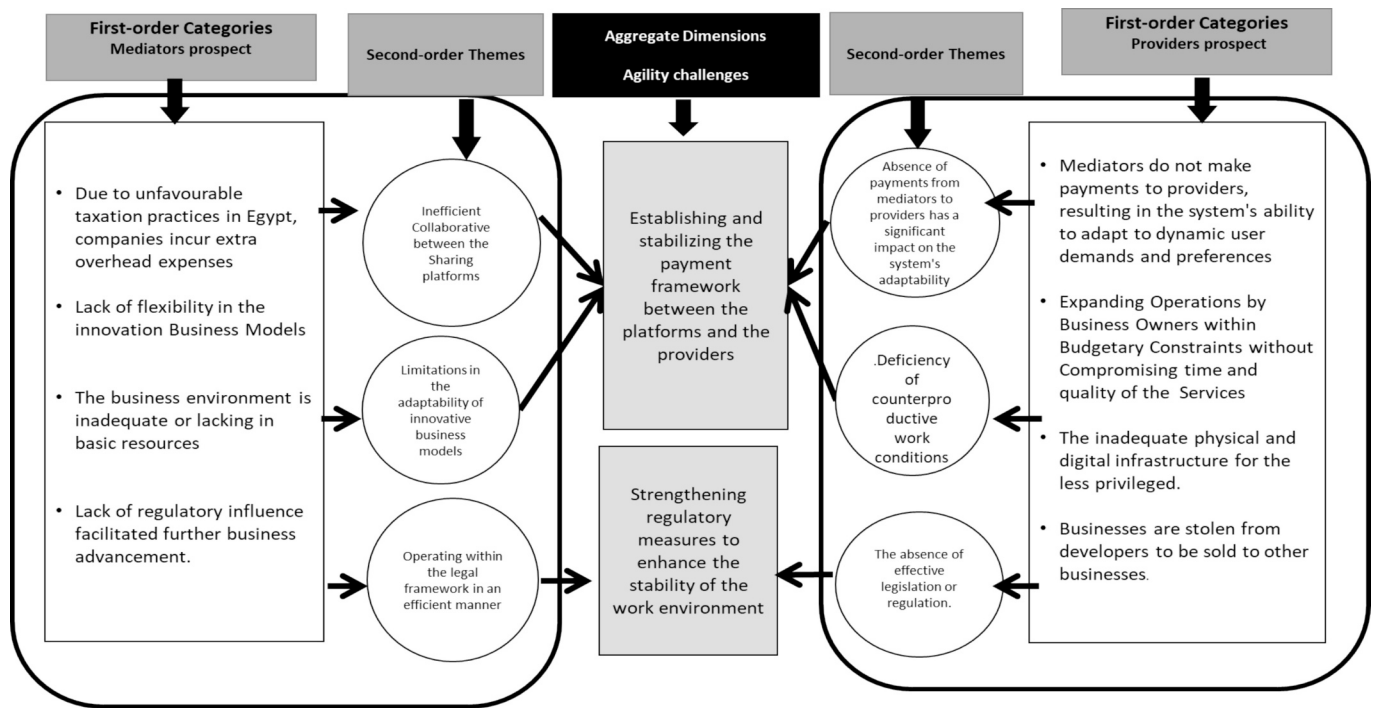 First-order Categories
Mediators prospect
Second-order Themes
Aggregate Dimensions
Agility challenges
Second-order Themes
First-order Categories
Providers prospect
• Due to unfavourable
taxation practices in Egypt,
companies incur extra
overhead expenses
• Lack of flexibility in the
innovation Business Models
• The business environment is
inadequate or lacking in
basic resources
• Lack of regulatory influence
facilitated further business
advancement.
Inefficient
Collaborative
between the
Sharing
platforms
Limitations in
the
adaptability of
innovative
business
models
Operating within
the legal
framework in an
efficient manner
Establishing and
stabilizing the
payment
framework
between the
platforms and the
providers
Strengthening
regulatory
measures to
enhance the
stability of the
work environment
Absence of
payments from
mediators to
providers has a
significant
impact on the
system's
adaptability
.Deficiency of
counterpro
ductive
work
conditions
The absence of
effective
legislation or
regulation.
• Mediators do not make
payments to providers,
resulting in the system's ability
to adapt to dynamic user
demands and preferences
• Expanding Operations by
Business Owners within
Budgetary Constraints without
Compromising time and
quality of the Services
• The inadequate physical and
digital infrastructure for the
less privileged.
• Businesses are stolen from
developers to be sold to other
businesses.